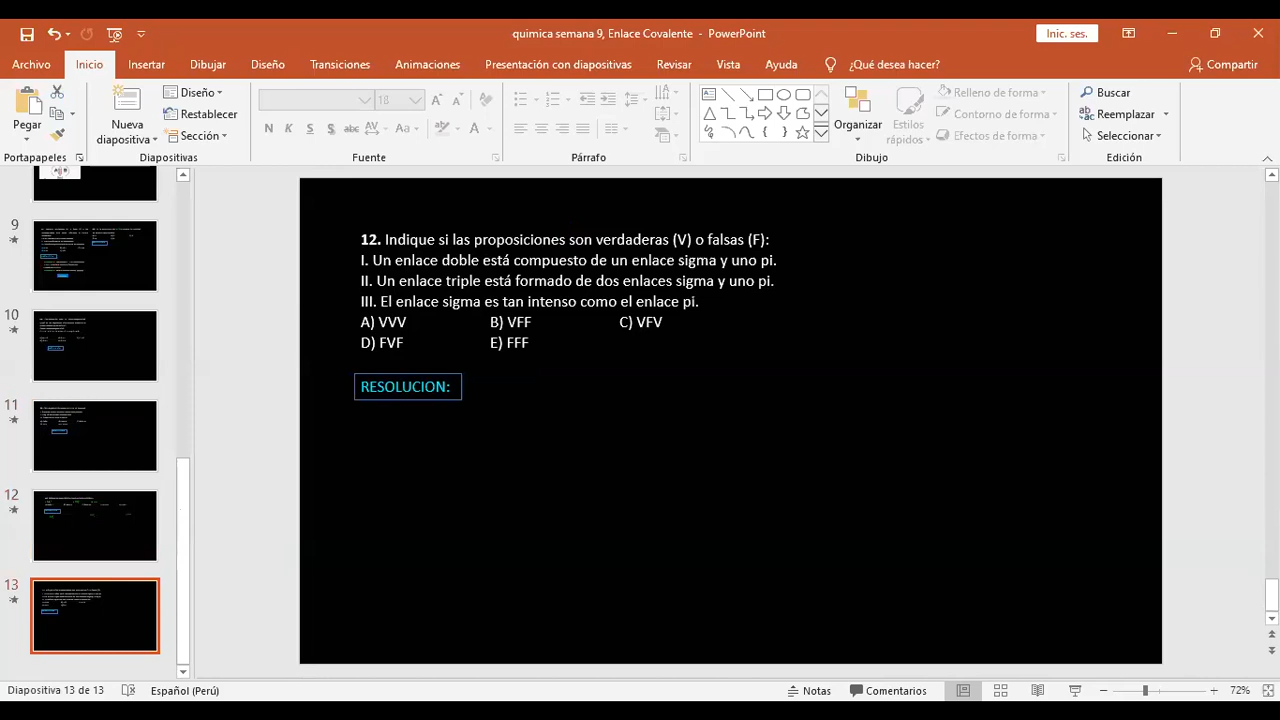 quimica semana 9, Enlace Covalente - PowerPoint
Inic. ses.
Archivo Inicio Insertar Dibujar Diseño Transiciones Animaciones Presentación con diapositivas Revisar Vista Ayuda ¿Qué desea hacer? Compartir
Pegar
Nueva diapositiva
Diseño
Restablecer
Sección
18
N K S S abc AV Aa A
Organizar
Estilos rápidos
Relleno de forma
Contorno de forma
Efectos de forma
Buscar
Reemplazar
Seleccionar
Portapapeles Diapositivas Fuente Párrafo Dibujo Edición
9
10
11
12
13
12. Indique si las proposiciones son verdaderas (V) o falsas (F):
I. Un enlace doble está compuesto de un enlace sigma y uno pi.
II. Un enlace triple está formado de dos enlaces sigma y uno pi.
III. El enlace sigma es tan intenso como el enlace pi.
A) VVV B) VFF C) VFV
D) FVF E) FFF
RESOLUCION:
Diapositiva 13 de 13 Español (Perú) Notas Comentarios 72%